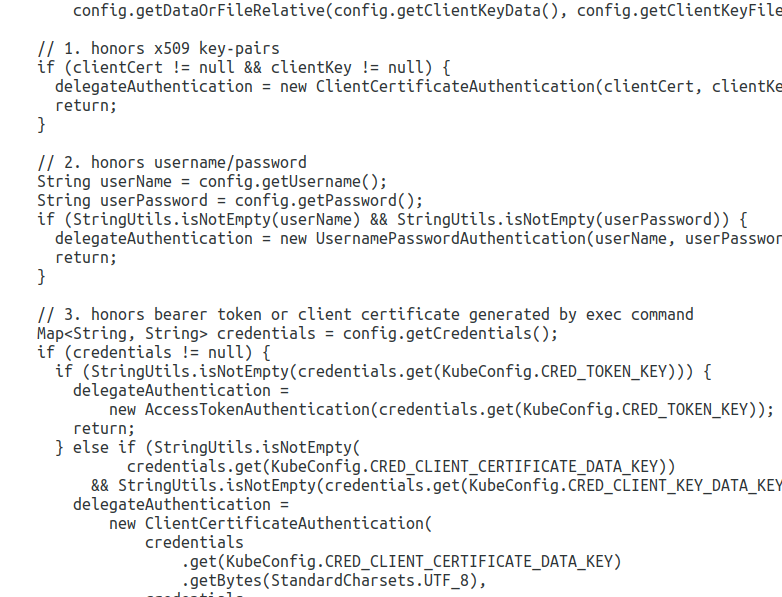 config.getDataOrFileRelative(config.getClientKeyData(), config.getClientKeyFile
// 1. honors x509 key-pairs
if (clientCert != null && clientKey != null) {
delegateAuthentication = new ClientCertificateAuthentication(clientCert, clientKe
return;
}
// 2. honors username/password
String userName = config.getUsername();
String userPassword = config.getPassword();
if (StringUtils.isNotEmpty(userName) && StringUtils.isNotEmpty(userPassword)) {
delegateAuthentication = new UsernamePasswordAuthentication(userName, userPasswor
return;
}
// 3. honors bearer token or client certificate generated by exec command
Map<String, String> credentials = config.getCredentials();
if (credentials != null) {
if (StringUtils.isNotEmpty(credentials.get(KubeConfig.CRED_TOKEN_KEY))) {
delegateAuthentication =
new AccessTokenAuthentication(credentials.get(KubeConfig.CRED_TOKEN_KEY));
return;
} else if (StringUtils.isNotEmpty(
credentials.get(KubeConfig.CRED_CLIENT_CERTIFICATE_DATA_KEY))
&& StringUtils.isNotEmpty(credentials.get(KubeConfig.CRED_CLIENT_KEY_DATA_KEY
delegateAuthentication =
new ClientCertificateAuthentication(
credentials
.get(KubeConfig.CRED_CLIENT_CERTIFICATE_DATA_KEY)
.getBytes(StandardCharsets.UTF_8),